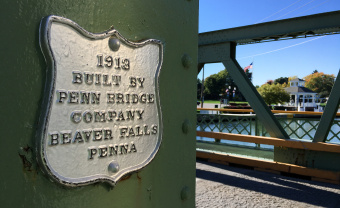 1913
BUILT BY
PENN BRIDGE
COMPANY
BEAVER FALLS
PENNA